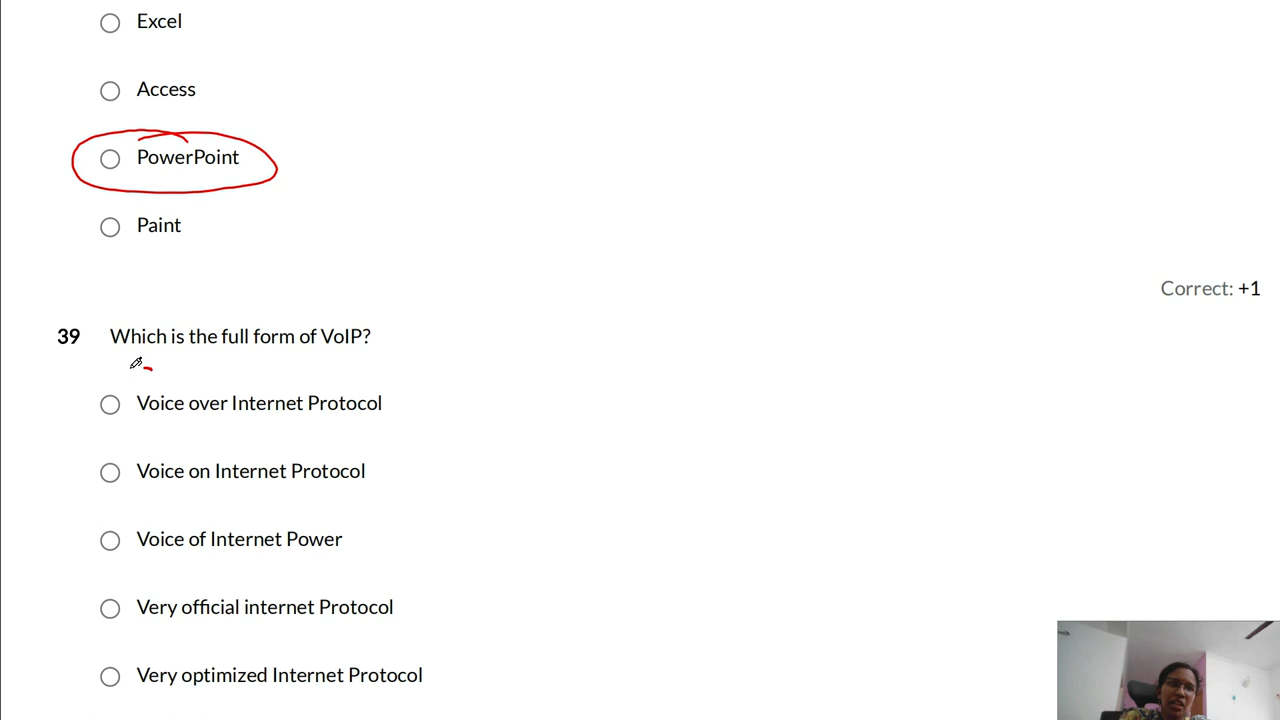 Excel
Access
PowerPoint
Paint
Correct: +1
39 Which is the full form of VoIP?
Voice over Internet Protocol
Voice on Internet Protocol
Voice of Internet Power
Very official internet Protocol
Very optimized Internet Protocol